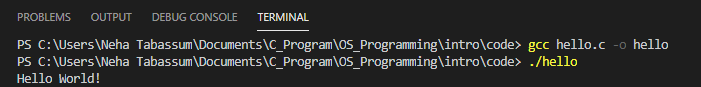 PROBLEMS OUTPUT DEBUG CONSOLE TERMINAL
PS C:\Users\Neha Tabassum\Documents\C_Program\OS_Programming\intro\code> gcc hello.c -o hello
PS C:\Users\Neha Tabassum\Documents\C_Program\OS_Programming\intro\code> ./hello
Hello World!